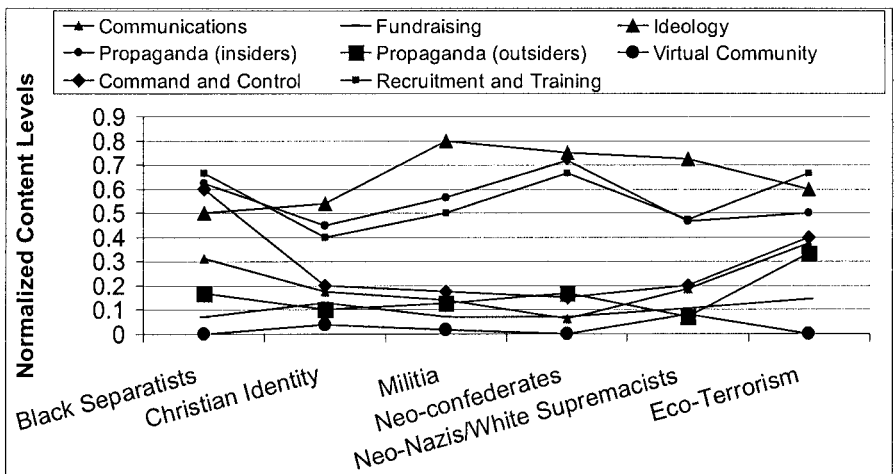 Communications Fundraising Ideology
Propaganda (insiders) Propaganda (outsiders) Virtual Community
Command and Control Recruitment and Training
Normalized Content Levels
0.9
0.8
0.7
0.6
0.5
0.4
0.3
0.2
0.1
0
Black Separatists
Christian Identity
Militia
Neo-confederates
Neo-Nazis/White Supremacists
Eco-Terrorism